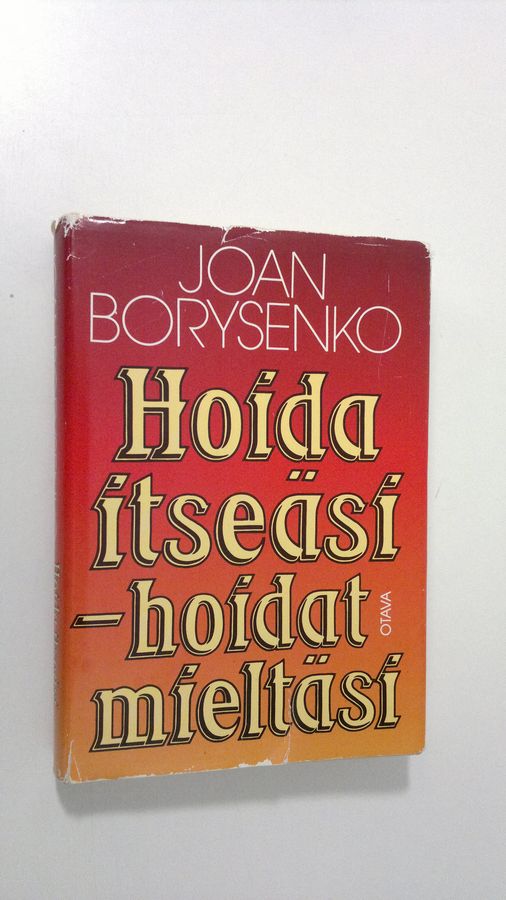 JOAN
BORYSENKO
Hoida
itseäsi
–hoidat
mieltäsi
OTAVA